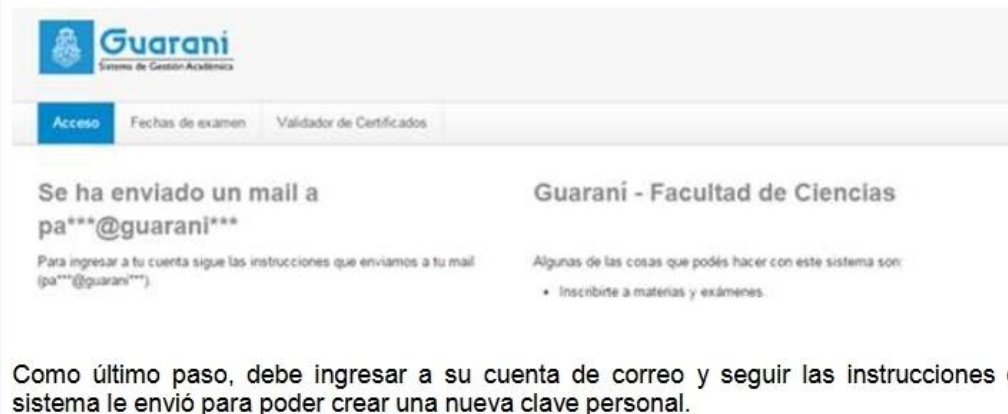 Guaraní
Sistema de Gestión Académica
Acceso
Fechas de examen
Validador de Certificados
Se ha enviado un mail a
pa***@guarani***
Para ingresar a tu cuenta sigue las instrucciones que enviamos a tu mail
(pa***@guarani***).
Guaraní - Facultad de Ciencias
Algunas de las cosas que podés hacer con este sistema son:
• Inscribirte a materias y exámenes.
Como último paso, debe ingresar a su cuenta de correo y seguir las instrucciones
sistema le envió para poder crear una nueva clave personal.